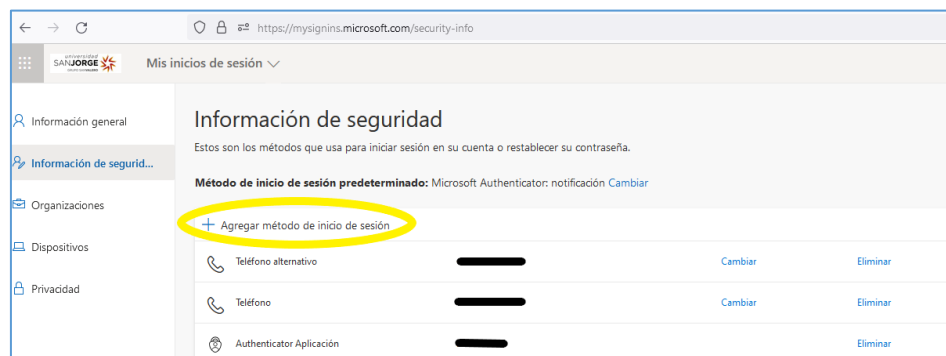 https://mysignins.microsoft.com/security-info
universidad
SANJORGE
GRUPO SANVALERO
Mis inicios de sesión
Información general
Información de segurid...
Organizaciones
Dispositivos
Privacidad
Información de seguridad
Estos son los métodos que usa para iniciar sesión en su cuenta o restablecer su contraseña.
Método de inicio de sesión predeterminado: Microsoft Authenticator: notificación Cambiar
+ Agregar método de inicio de sesión
Teléfono alternativo Cambiar Eliminar
Teléfono Cambiar Eliminar
Authenticator Aplicación Eliminar